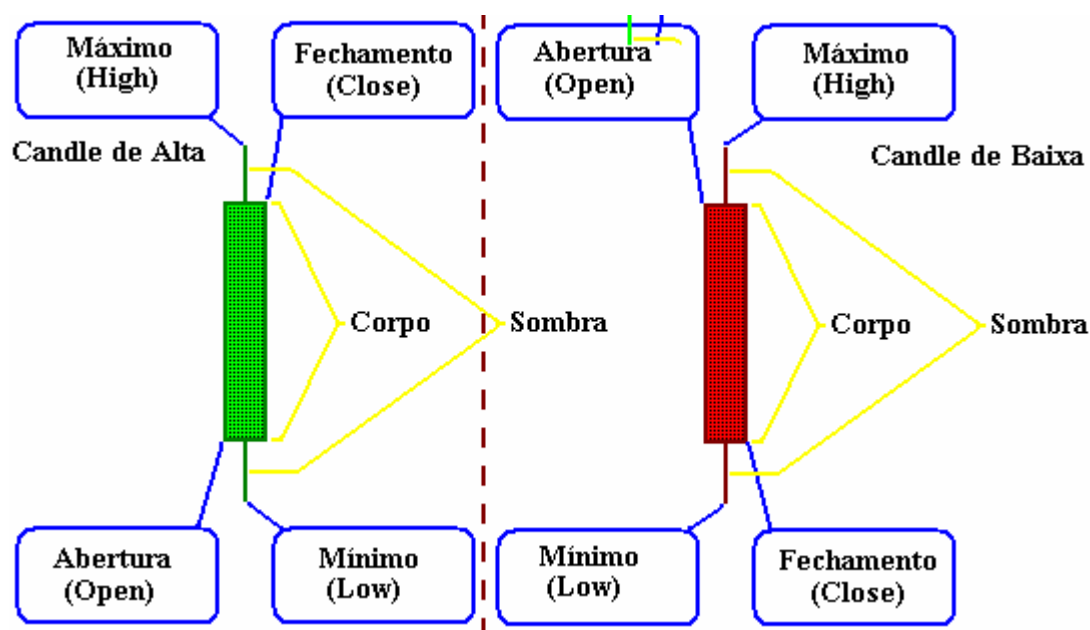 Máximo
(High)
Fechamento
(Close)
Candle de Alta
Corpo
Sombra
Abertura
(Open)
Mínimo
(Low)
Abertura
(Open)
Máximo
(High)
Candle de Baixa
Corpo
Sombra
Mínimo
(Low)
Fechamento
(Close)